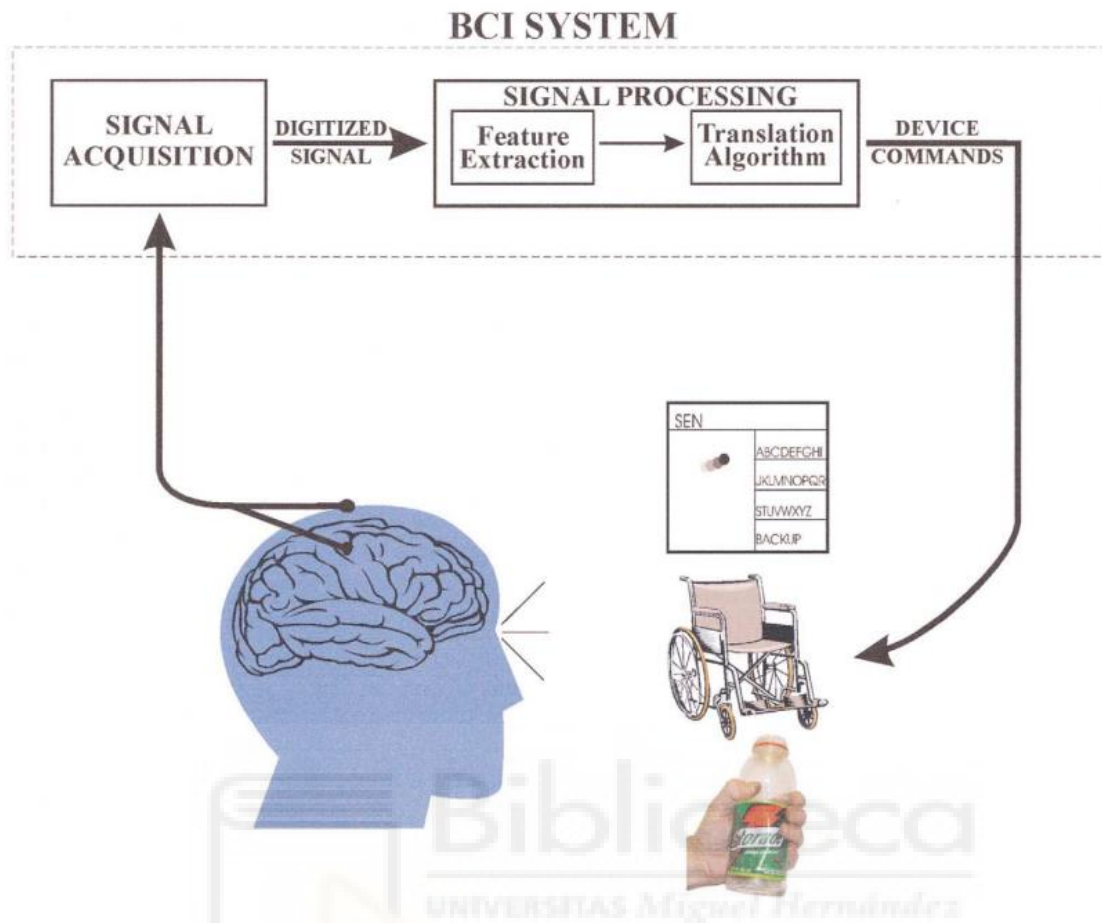 BCI SYSTEM
SIGNAL
ACQUISITION
DIGITIZED
SIGNAL
SIGNAL PROCESSING
Feature
Extraction
Translation
Algorithm
DEVICE
COMMANDS
SEN
ABCDEFGHI
JKLMNOPQR
STUVWXYZ
BACKUP
Biblioteca
UNIVERSITAS Miguel Hernández